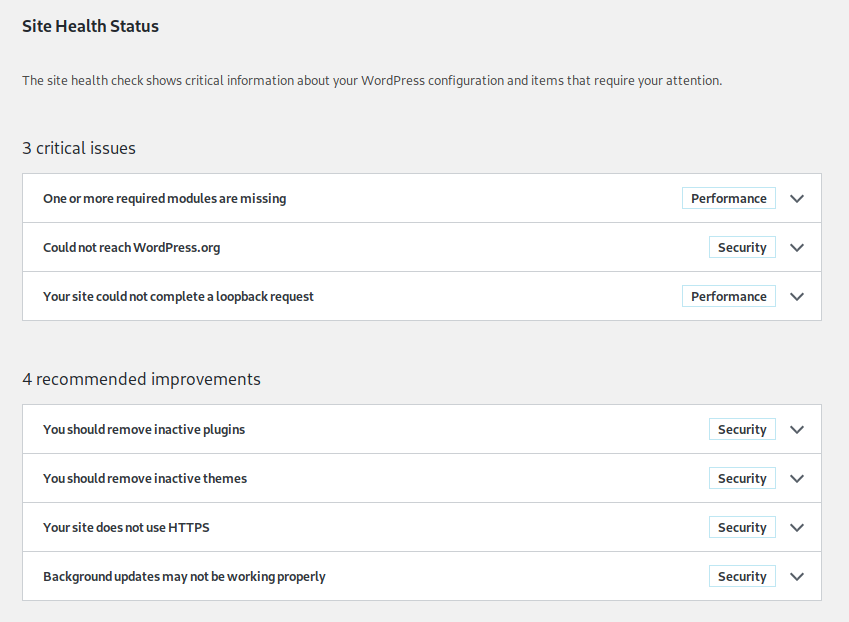 Site Health Status
The site health check shows critical information about your WordPress configuration and items that require your attention.
3 critical issues
One or more required modules are missing Performance
Could not reach WordPress.org Security
Your site could not complete a loopback request Performance
4 recommended improvements
You should remove inactive plugins Security
You should remove inactive themes Security
Your site does not use HTTPS Security
Background updates may not be working properly Security